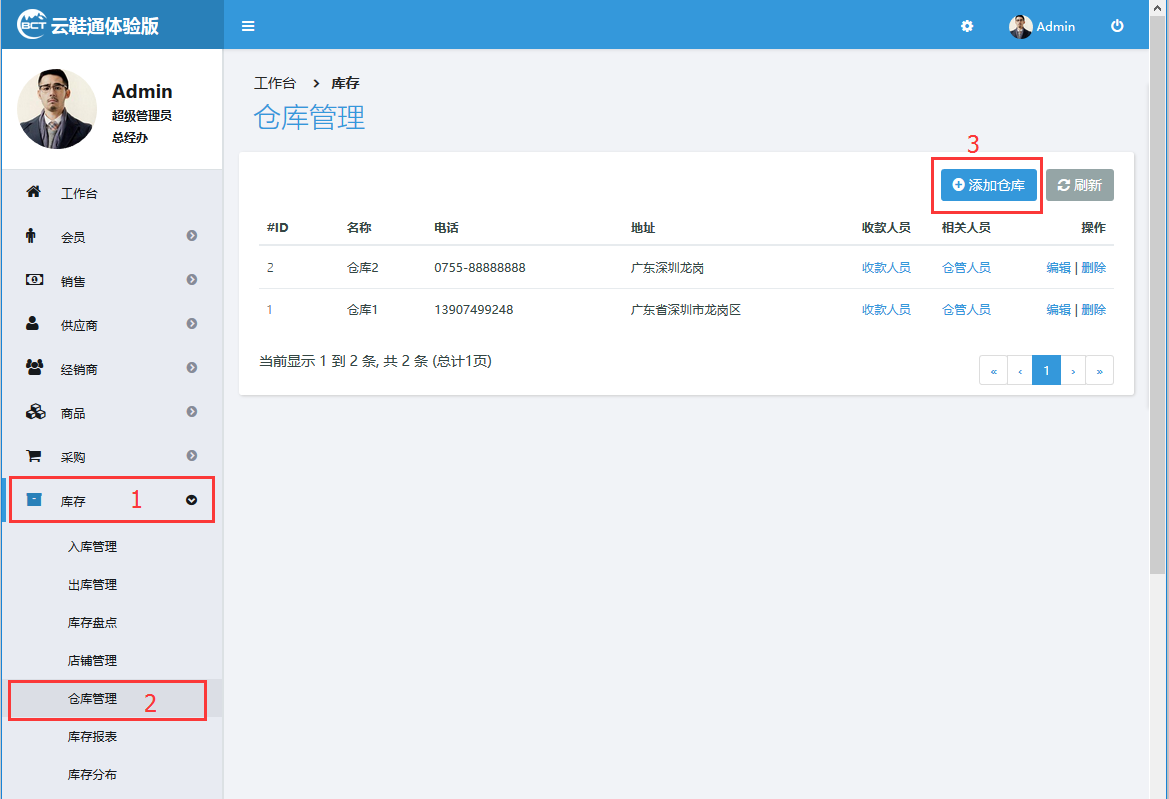 BCT 云鞋通体验版
Admin
Admin
超级管理员
总经办
工作台
会员
销售
供应商
经销商
商品
采购
库存 1
入库管理
出库管理
库存盘点
店铺管理
仓库管理 2
库存报表
库存分布
工作台 > 库存
仓库管理
3
添加仓库 刷新
#ID 名称 电话 地址 收款人员 相关人员 操作
2 仓库2 0755-88888888 广东深圳龙岗 收款人员 仓管人员 编辑 | 删除
1 仓库1 13907499248 广东省深圳市龙岗区 收款人员 仓管人员 编辑 | 删除
当前显示 1 到 2 条, 共 2 条 (总计1页)
« ‹ 1 › »